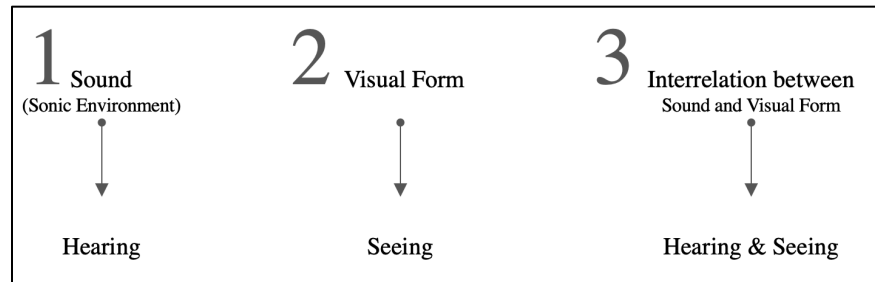 1 Sound
(Sonic Environment)
Hearing
2 Visual Form
Seeing
3 Interrelation between
Sound and Visual Form
Hearing & Seeing